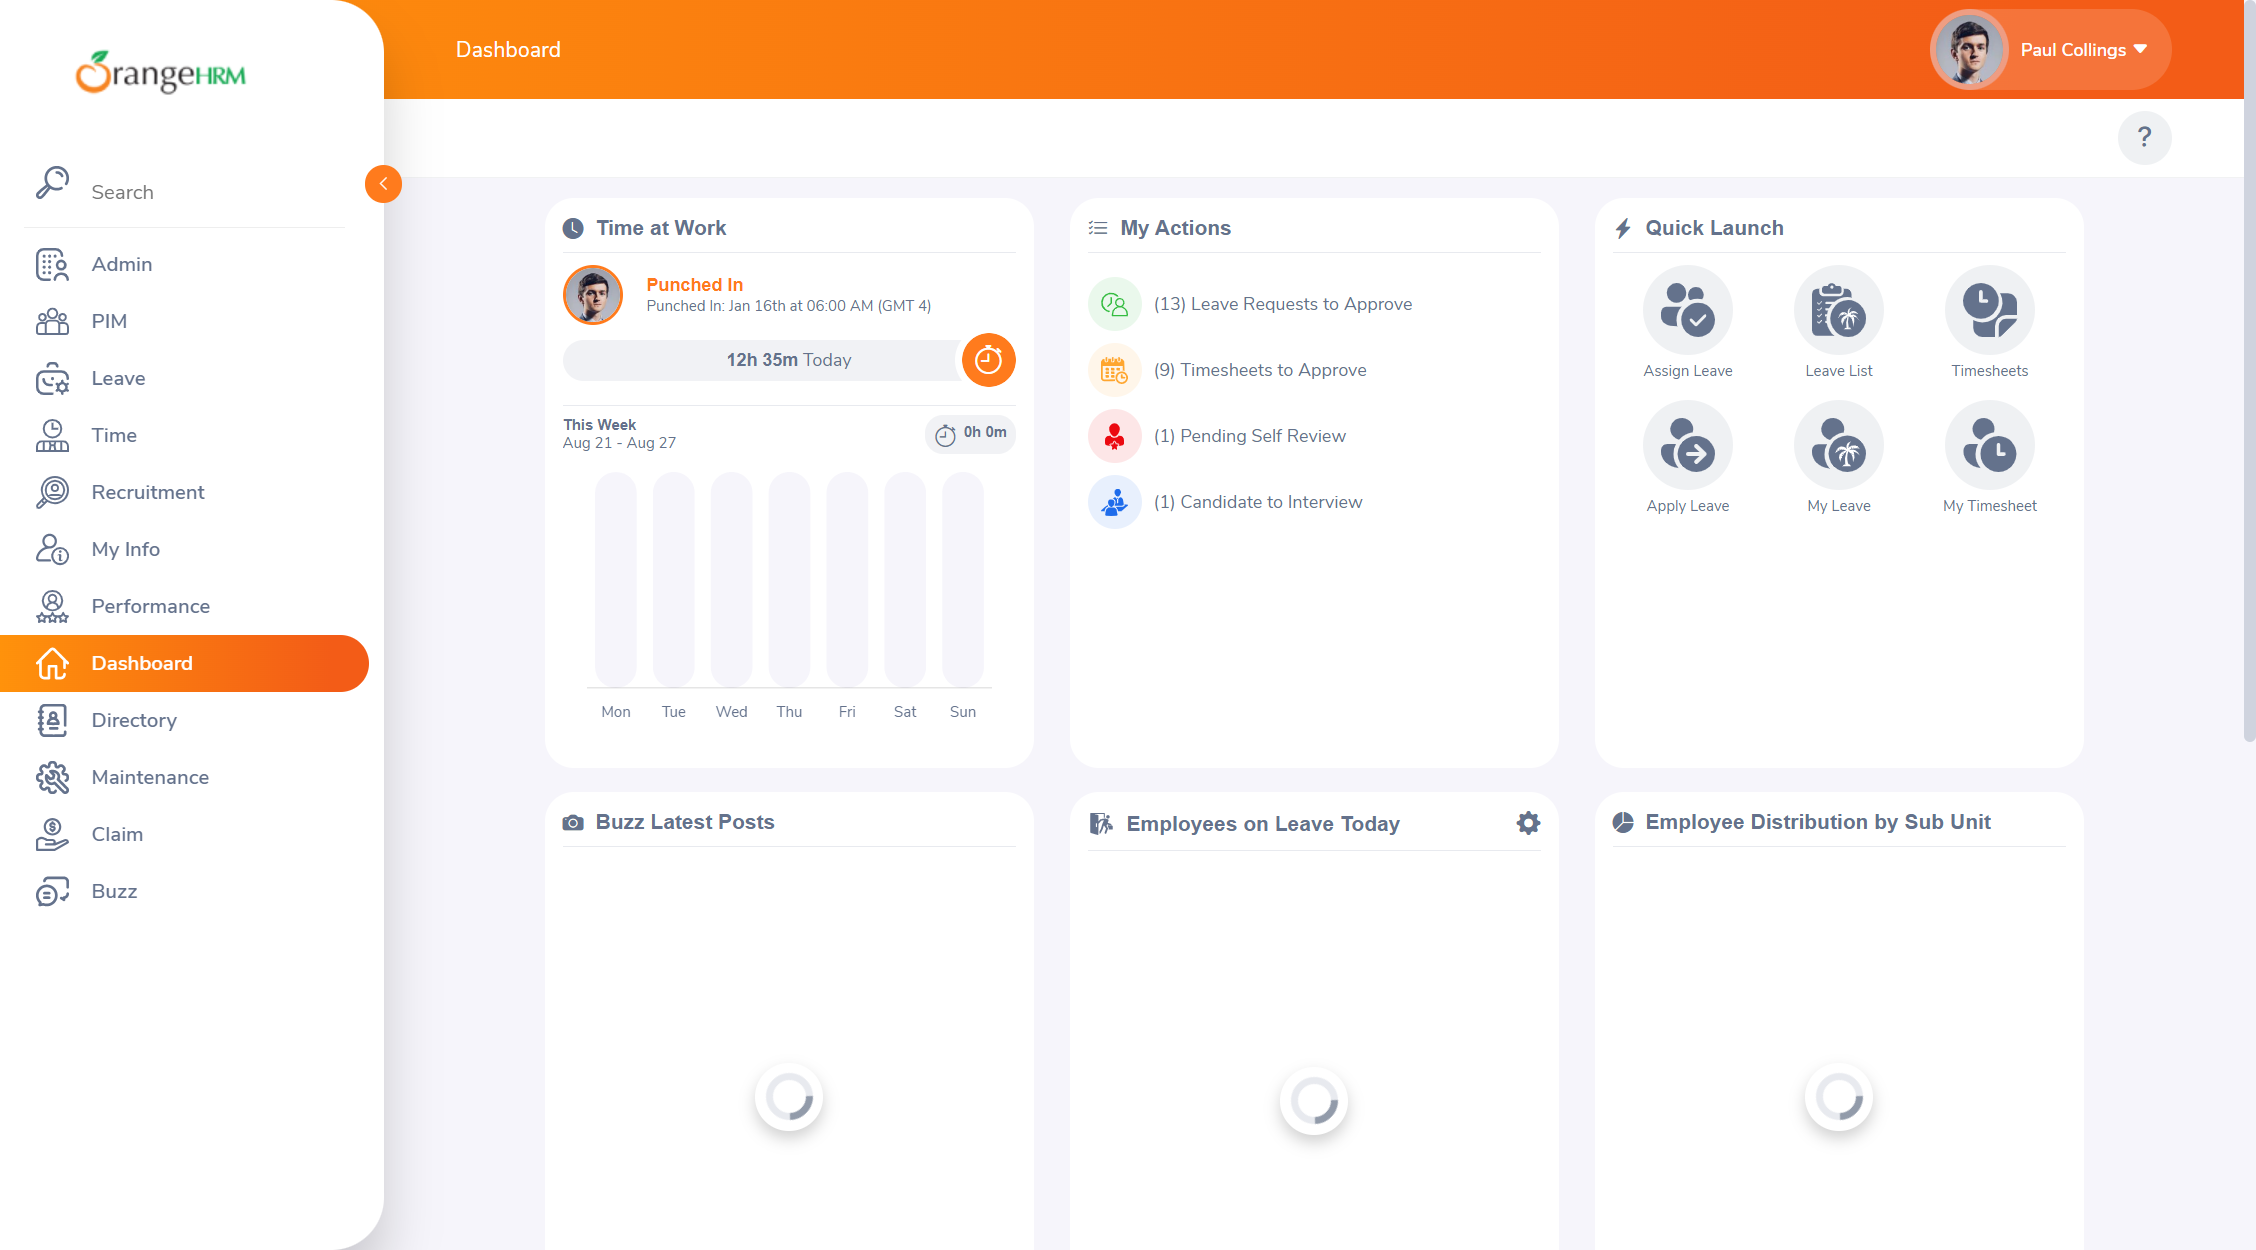 OrangeHRM
Dashboard
Paul Collings
?
Search
Admin
PIM
Leave
Time
Recruitment
My Info
Performance
Dashboard
Directory
Maintenance
Claim
Buzz
Time at Work
Punched In
Punched In: Jan 16th at 06:00 AM (GMT 4)
12h 35m Today
This Week
Aug 21 - Aug 27
0h 0m
Mon Tue Wed Thu Fri Sat Sun
My Actions
(13) Leave Requests to Approve
(9) Timesheets to Approve
(1) Pending Self Review
(1) Candidate to Interview
Quick Launch
Assign Leave Leave List Timesheets
Apply Leave My Leave My Timesheet
Buzz Latest Posts
Employees on Leave Today
Employee Distribution by Sub Unit